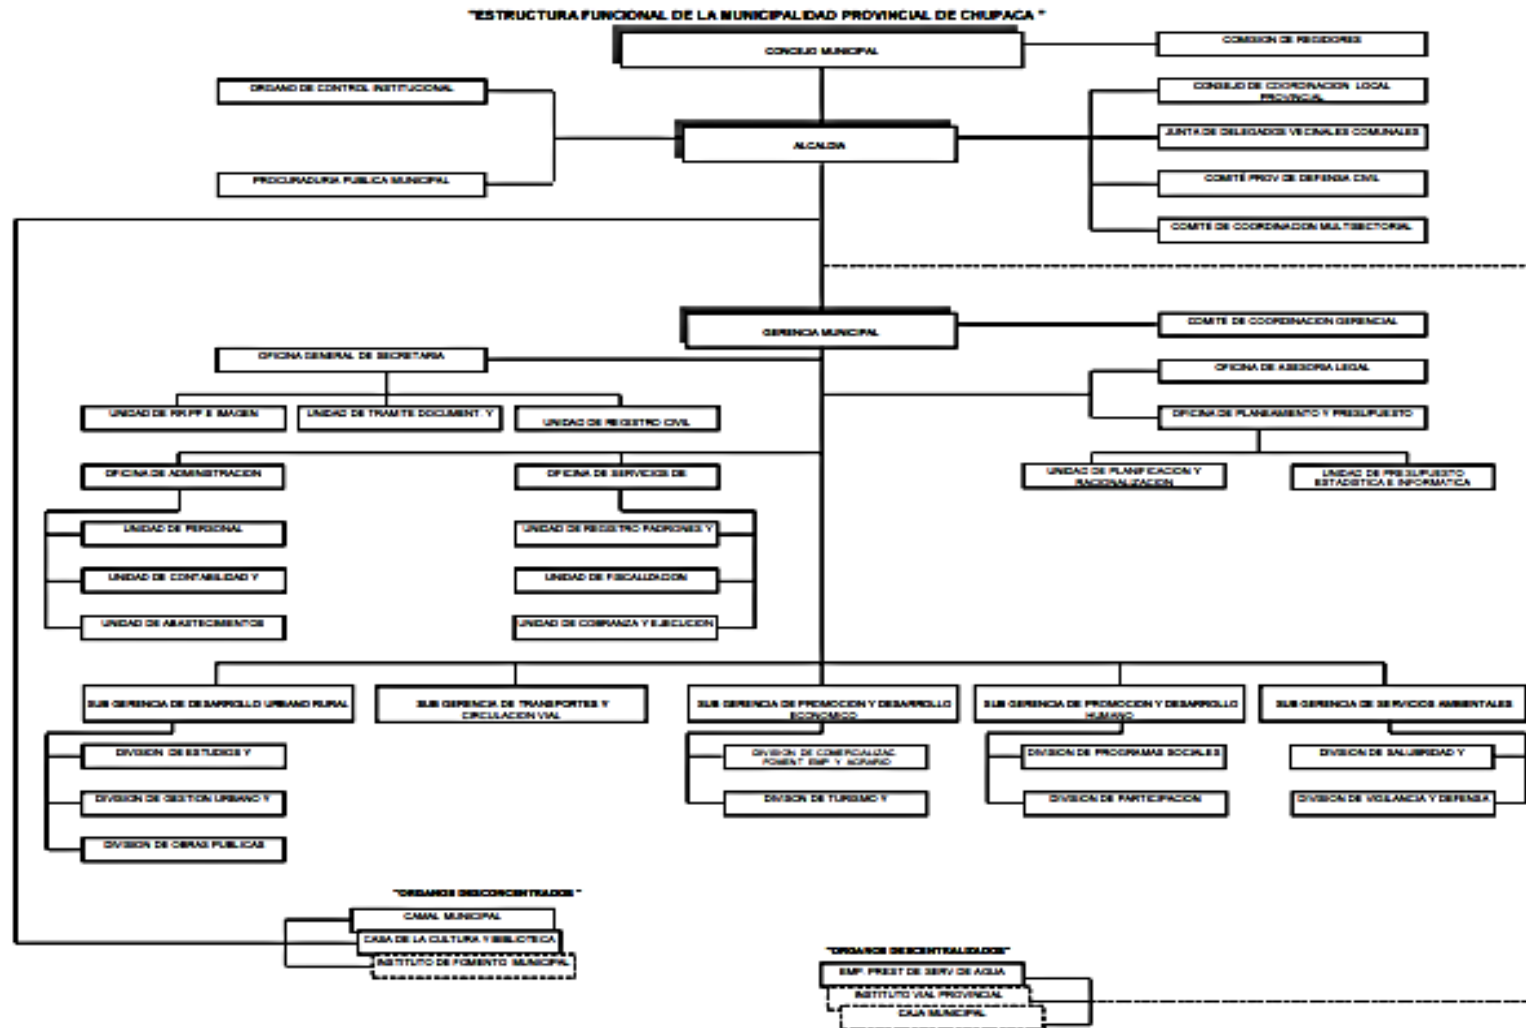 "ESTRUCTURA FUNCIONAL DE LA MUNICIPALIDAD PROVINCIAL DE CHUPACA "
CONCEJO MUNICIPAL
COMISION DE REGIDORES
ORGANO DE CONTROL INSTITUCIONAL
CONSEJO DE COORDINACION LOCAL
PROVINCIAL
ALCALDIA
JUNTA DE DELEGADOS VECINALES COMUNALES
PROCURADURIA PUBLICA MUNICIPAL
COMITÉ PROV DE DEFENSA CIVIL
COMITE DE COORDINACION MULTISECTORIAL
GERENCIA MUNICIPAL
COMITE DE COORDINACION GERENCIAL
OFICINA GENERAL DE SECRETARIA
OFICINA DE ASESORIA LEGAL
UNIDAD DE RR.PP E IMAGEN
UNIDAD DE TRAMITE DOCUMENT. Y
UNIDAD DE REGISTRO CIVIL
OFICINA DE PLANEAMIENTO Y PRESUPUESTO
OFICINA DE ADMINISTRACION
OFICINA DE SERVICIOS DE
UNIDAD DE PLANIFICACION Y
RACIONALIZACION
UNIDAD DE PRESUPUESTO
ESTADISTICA E INFORMATICA
UNIDAD DE PERSONAL
UNIDAD DE REGISTRO PADRONES Y
UNIDAD DE CONTABILIDAD Y
UNIDAD DE FISCALIZACION
UNIDAD DE ABASTECIMIENTOS
UNIDAD DE COBRANZA Y EJECUCION
SUB GERENCIA DE DESARROLLO URBANO RURAL
SUB GERENCIA DE TRANSPORTES Y
CIRCULACION VIAL
SUB GERENCIA DE PROMOCION Y DESARROLLO
ECONOMICO
SUB GERENCIA DE PROMOCION Y DESARROLLO
HUMANO
SUB GERENCIA DE SERVICIOS AMBIENTALES
DIVISION DE ESTUDIOS Y
DIVISION DE COMERCIALIZAC.
FOMENT. EMP. Y AGRARIO
DIVISION DE PROGRAMAS SOCIALES
DIVISION DE SALUBRIDAD Y
DIVISION DE GESTION URBANO Y
DIVISON DE TURISMO Y
DIVISION DE PARTICIPACION
DIVISION DE VIGILANCIA Y DEFENSA
DIVISION DE OBRAS PUBLICAS
"ORGANOS DESCONCENTRADOS "
CAMAL MUNICIPAL
CASA DE LA CULTURA Y BIBLIOTECA
INSTITUTO DE FOMENTO MUNICIPAL
"ORGANOS DESCENTRALIZADOS"
EMP. PREST DE SERV DE AGUA
INSTITUTO VIAL PROVINCIAL
CAJA MUNICIPAL